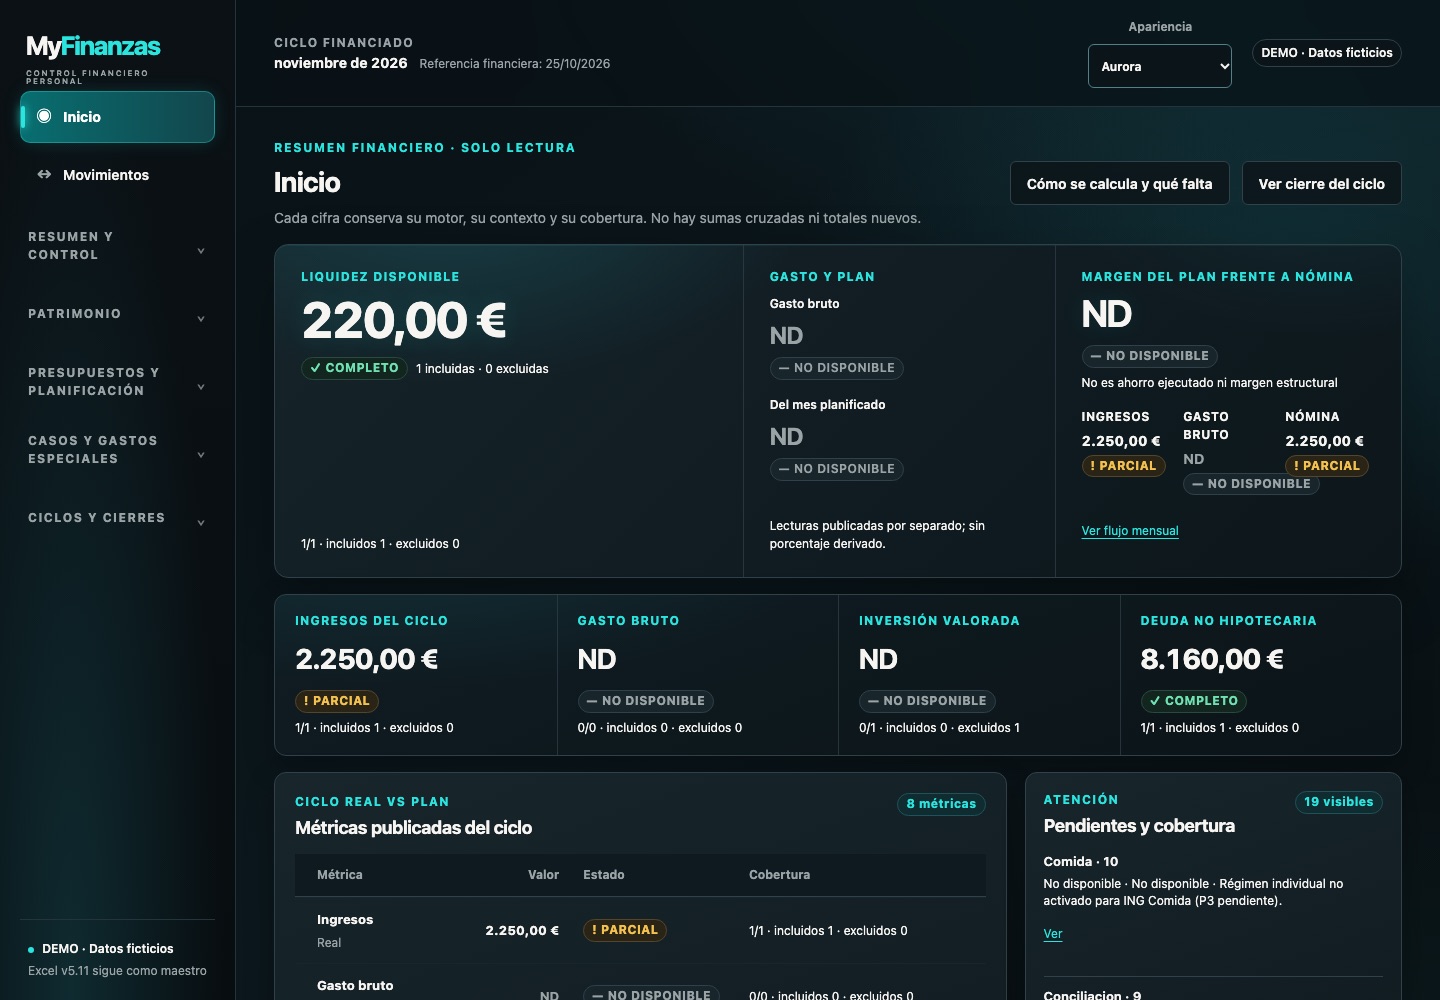 MyFinanzas
CONTROL FINANCIERO
PERSONAL
Inicio
Movimientos
RESUMEN Y
CONTROL
PATRIMONIO
PRESUPUESTOS Y
PLANIFICACIÓN
CASOS Y GASTOS
ESPECIALES
CICLOS Y CIERRES
DEMO · Datos ficticios
Excel v5.11 sigue como maestro
CICLO FINANCIADO
noviembre de 2026 Referencia financiera: 25/10/2026
Apariencia
Aurora
DEMO · Datos ficticios
RESUMEN FINANCIERO · SOLO LECTURA
Inicio
Cada cifra conserva su motor, su contexto y su cobertura. No hay sumas cruzadas ni totales nuevos.
Cómo se calcula y qué falta
Ver cierre del ciclo
LIQUIDEZ DISPONIBLE
220,00 €
✓ COMPLETO 1 incluidas · 0 excluidas
1/1 · incluidos 1 · excluidos 0
GASTO Y PLAN
Gasto bruto
ND
— NO DISPONIBLE
Del mes planificado
ND
— NO DISPONIBLE
Lecturas publicadas por separado; sin
porcentaje derivado.
MARGEN DEL PLAN FRENTE A NÓMINA
ND
— NO DISPONIBLE
No es ahorro ejecutado ni margen estructural
INGRESOS
2.250,00 €
! PARCIAL
GASTO
BRUTO
ND
— NO DISPONIBLE
NÓMINA
2.250,00 €
! PARCIAL
Ver flujo mensual
INGRESOS DEL CICLO
2.250,00 €
! PARCIAL
1/1 · incluidos 1 · excluidos 0
GASTO BRUTO
ND
— NO DISPONIBLE
0/0 · incluidos 0 · excluidos 0
INVERSIÓN VALORADA
ND
— NO DISPONIBLE
0/1 · incluidos 0 · excluidos 1
DEUDA NO HIPOTECARIA
8.160,00 €
✓ COMPLETO
1/1 · incluidos 1 · excluidos 0
CICLO REAL VS PLAN
Métricas publicadas del ciclo
8 métricas
Métrica Valor Estado Cobertura
Ingresos
Real
2.250,00 € ! PARCIAL 1/1 · incluidos 1 · excluidos 0
Gasto bruto
ND — NO DISPONIBLE 0/0 · incluidos 0 · excluidos 0
ATENCIÓN
Pendientes y cobertura
19 visibles
Comida · 10
No disponible · No disponible · Régimen individual no
activado para ING Comida (P3 pendiente).
Ver
Conciliacion · 9